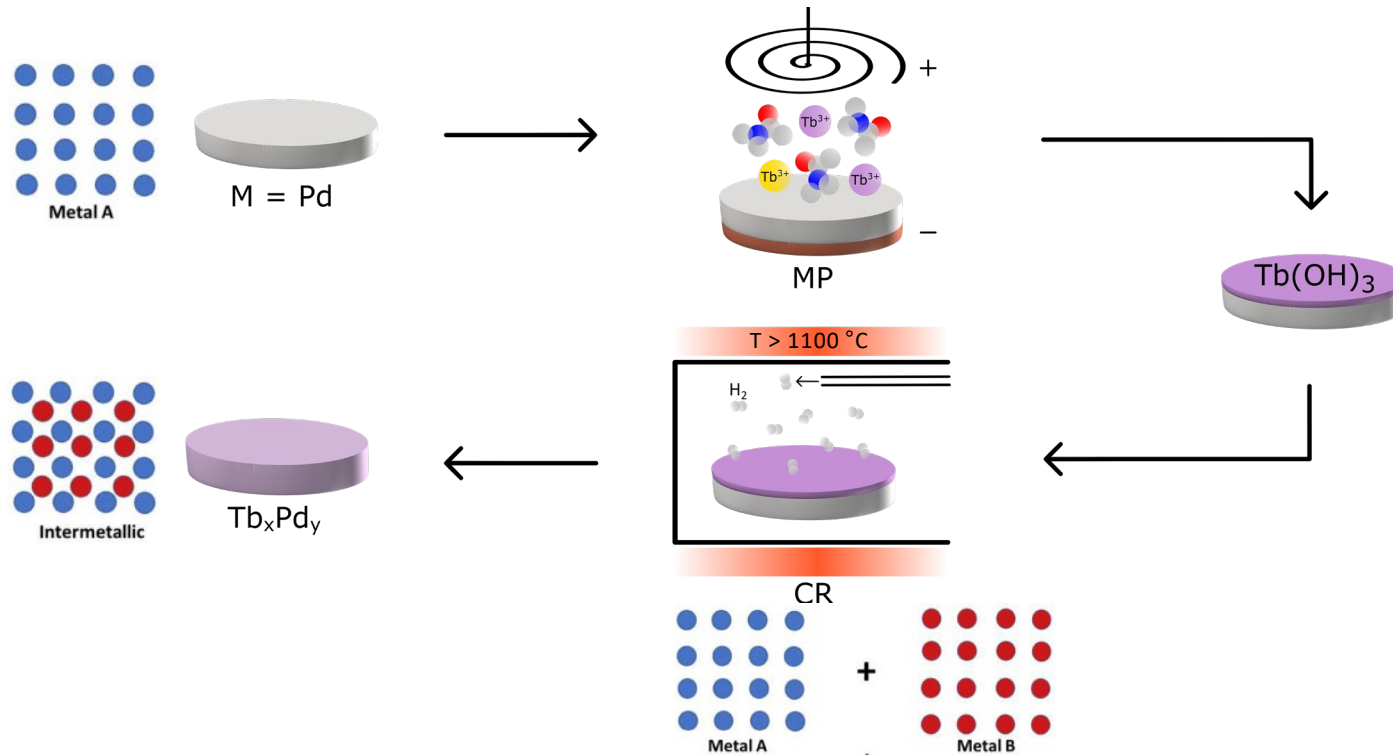 Metal A
M = Pd
+
Tb³⁺
Tb³⁺
Tb³⁺
−
MP
Tb(OH)₃
T > 1100 °C
H₂
CR
Intermetallic
TbₓPdᵧ
Metal A
+
Metal B